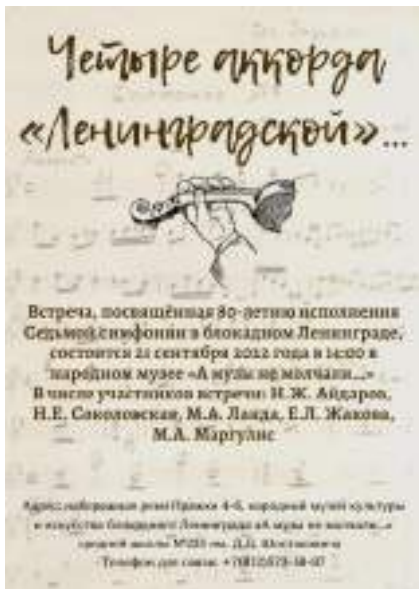 Четыре аккорда
«Ленинградской»...
Встреча, посвящённая 80-летию исполнения
Седьмой симфонии в блокадном Ленинграде,
состоится 21 сентября 2022 года в 14:00 в
народном музее «А музы не молчали...»
В числе участников встречи: Н.Ж. Айдаров,
Н.Е. Соколовская, М.А. Ланда, Е.Л. Жакова,
М.А. Маргулис
Адрес: набережная реки Пряжки 4-6, народный музей культуры
и искусства блокадного Ленинграда «А музы не молчали...»
средней школы №235 им. Д.Д. Шостаковича
Телефон для связи: